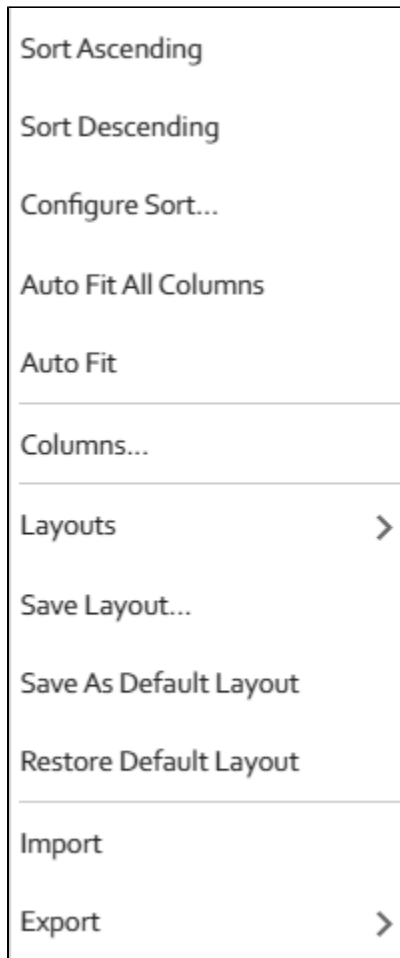 Sort Ascending
Sort Descending
Configure Sort...
Auto Fit All Columns
Auto Fit
Columns...
Layouts
Save Layout...
Save As Default Layout
Restore Default Layout
Import
Export